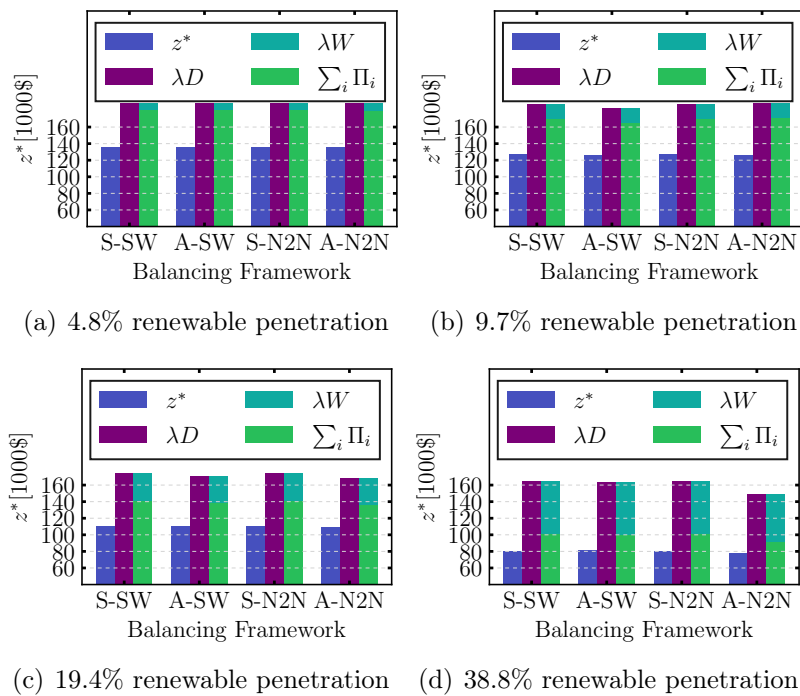 z* λW
λD ∑ᵢ Πᵢ
z* [1000$]
160
140
120
100
80
60
S-SW A-SW S-N2N A-N2N
Balancing Framework
(a) 4.8% renewable penetration
z* λW
λD ∑ᵢ Πᵢ
z* [1000$]
160
140
120
100
80
60
S-SW A-SW S-N2N A-N2N
Balancing Framework
(b) 9.7% renewable penetration
z* λW
λD ∑ᵢ Πᵢ
z* [1000$]
160
140
120
100
80
60
S-SW A-SW S-N2N A-N2N
Balancing Framework
(c) 19.4% renewable penetration
z* λW
λD ∑ᵢ Πᵢ
z* [1000$]
160
140
120
100
80
60
S-SW A-SW S-N2N A-N2N
Balancing Framework
(d) 38.8% renewable penetration